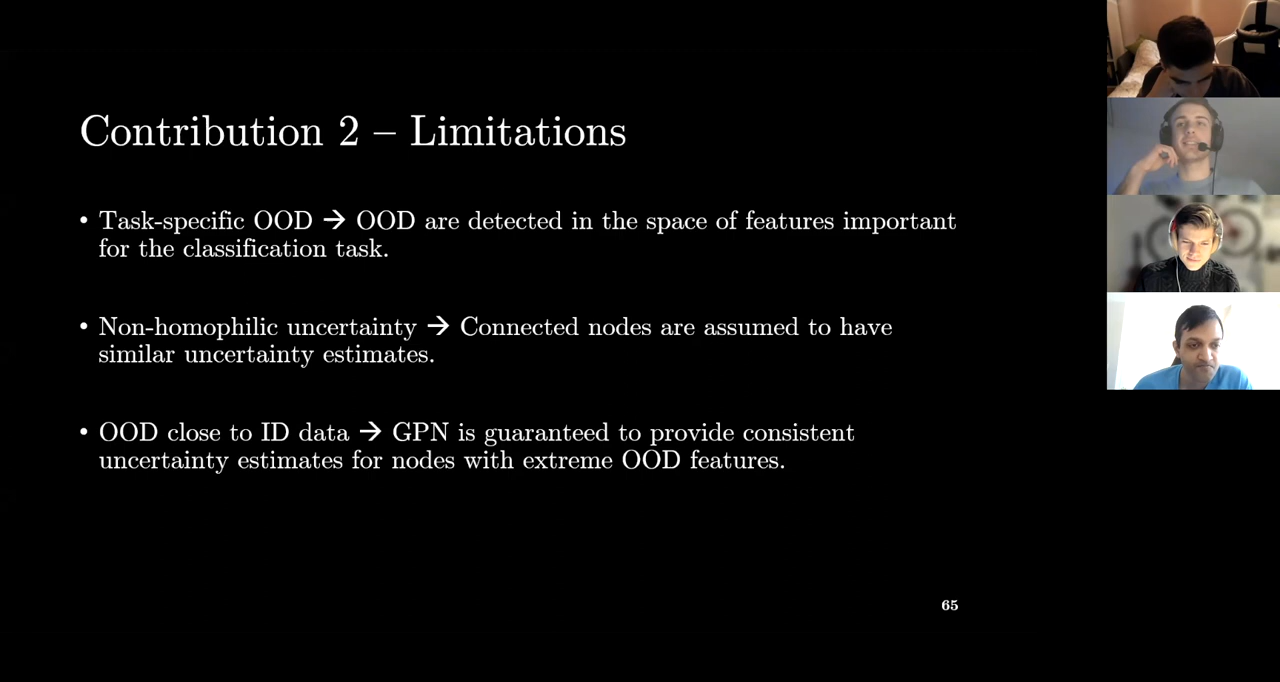 Contribution 2 – Limitations
• Task-specific OOD → OOD are detected in the space of features important
for the classification task.
• Non-homophilic uncertainty → Connected nodes are assumed to have
similar uncertainty estimates.
• OOD close to ID data → GPN is guaranteed to provide consistent
uncertainty estimates for nodes with extreme OOD features.
65